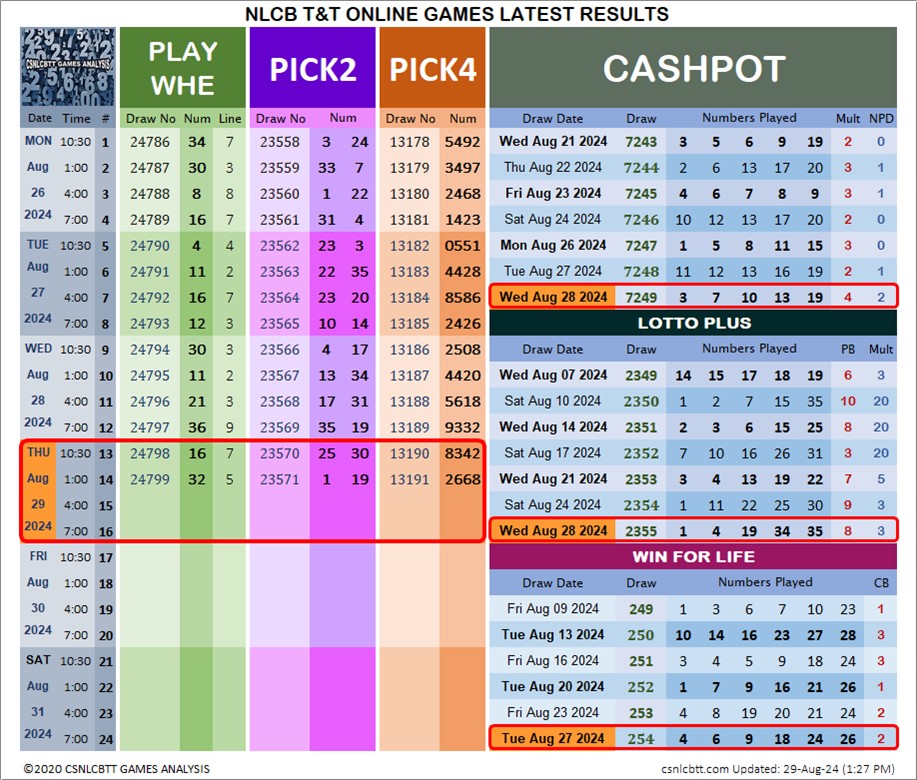 NLCB T&T ONLINE GAMES LATEST RESULTS
CSNLCBTT GAMES ANALYSIS
PLAY WHE PICK2 PICK4 CASHPOT
Date Time # Draw No Num Line Draw No Num Draw No Num Draw Date Draw Numbers Played Mult NPD
MON 10:30 1 24786 34 7 23558 3 24 13178 5492 Wed Aug 21 2024 7243 3 5 6 9 19 2 0
Aug 1:00 2 24787 30 3 23559 33 7 13179 3497 Thu Aug 22 2024 7244 2 6 13 17 20 3 1
26 4:00 3 24788 8 8 23560 1 22 13180 2468 Fri Aug 23 2024 7245 4 6 7 8 9 3 1
2024 7:00 4 24789 16 7 23561 31 4 13181 1423 Sat Aug 24 2024 7246 10 12 13 17 20 2 0
TUE 10:30 5 24790 4 4 23562 23 3 13182 0551 Mon Aug 26 2024 7247 1 5 8 11 15 3 0
Aug 1:00 6 24791 11 2 23563 22 35 13183 4428 Tue Aug 27 2024 7248 11 12 13 16 19 2 1
27 4:00 7 24792 16 7 23564 23 20 13184 8586 Wed Aug 28 2024 7249 3 7 10 13 19 4 2
2024 7:00 8 24793 12 3 23565 10 14 13185 2426 LOTTO PLUS
WED 10:30 9 24794 30 3 23566 4 17 13186 2508 Draw Date Draw Numbers Played PB Mult
Aug 1:00 10 24795 11 2 23567 13 34 13187 4420 Wed Aug 07 2024 2349 14 15 17 18 19 6 3
28 4:00 11 24796 21 3 23568 17 31 13188 5618 Sat Aug 10 2024 2350 1 2 7 15 35 10 20
2024 7:00 12 24797 36 9 23569 35 19 13189 9332 Wed Aug 14 2024 2351 2 3 6 15 25 8 20
THU 10:30 13 24798 16 7 23570 25 30 13190 8342 Sat Aug 17 2024 2352 7 10 16 26 31 3 20
Aug 1:00 14 24799 32 5 23571 1 19 13191 2668 Wed Aug 21 2024 2353 3 4 13 19 22 7 5
29 4:00 15 Sat Aug 24 2024 2354 1 11 22 25 30 9 3
2024 7:00 16 Wed Aug 28 2024 2355 1 4 19 34 35 8 3
FRI 10:30 17 WIN FOR LIFE
Aug 1:00 18 Draw Date Draw Numbers Played CB
30 4:00 19 Fri Aug 09 2024 249 1 3 6 7 10 23 1
2024 7:00 20 Tue Aug 13 2024 250 10 14 16 23 27 28 3
SAT 10:30 21 Fri Aug 16 2024 251 3 4 5 9 18 24 3
Aug 1:00 22 Tue Aug 20 2024 252 1 7 9 16 21 26 1
31 4:00 23 Fri Aug 23 2024 253 4 8 19 20 21 24 2
2024 7:00 24 Tue Aug 27 2024 254 4 6 9 18 24 26 2
©2020 CSNLCBTT GAMES ANALYSIS csnlcbtt.com Updated: 29-Aug-24 (1:27 PM)